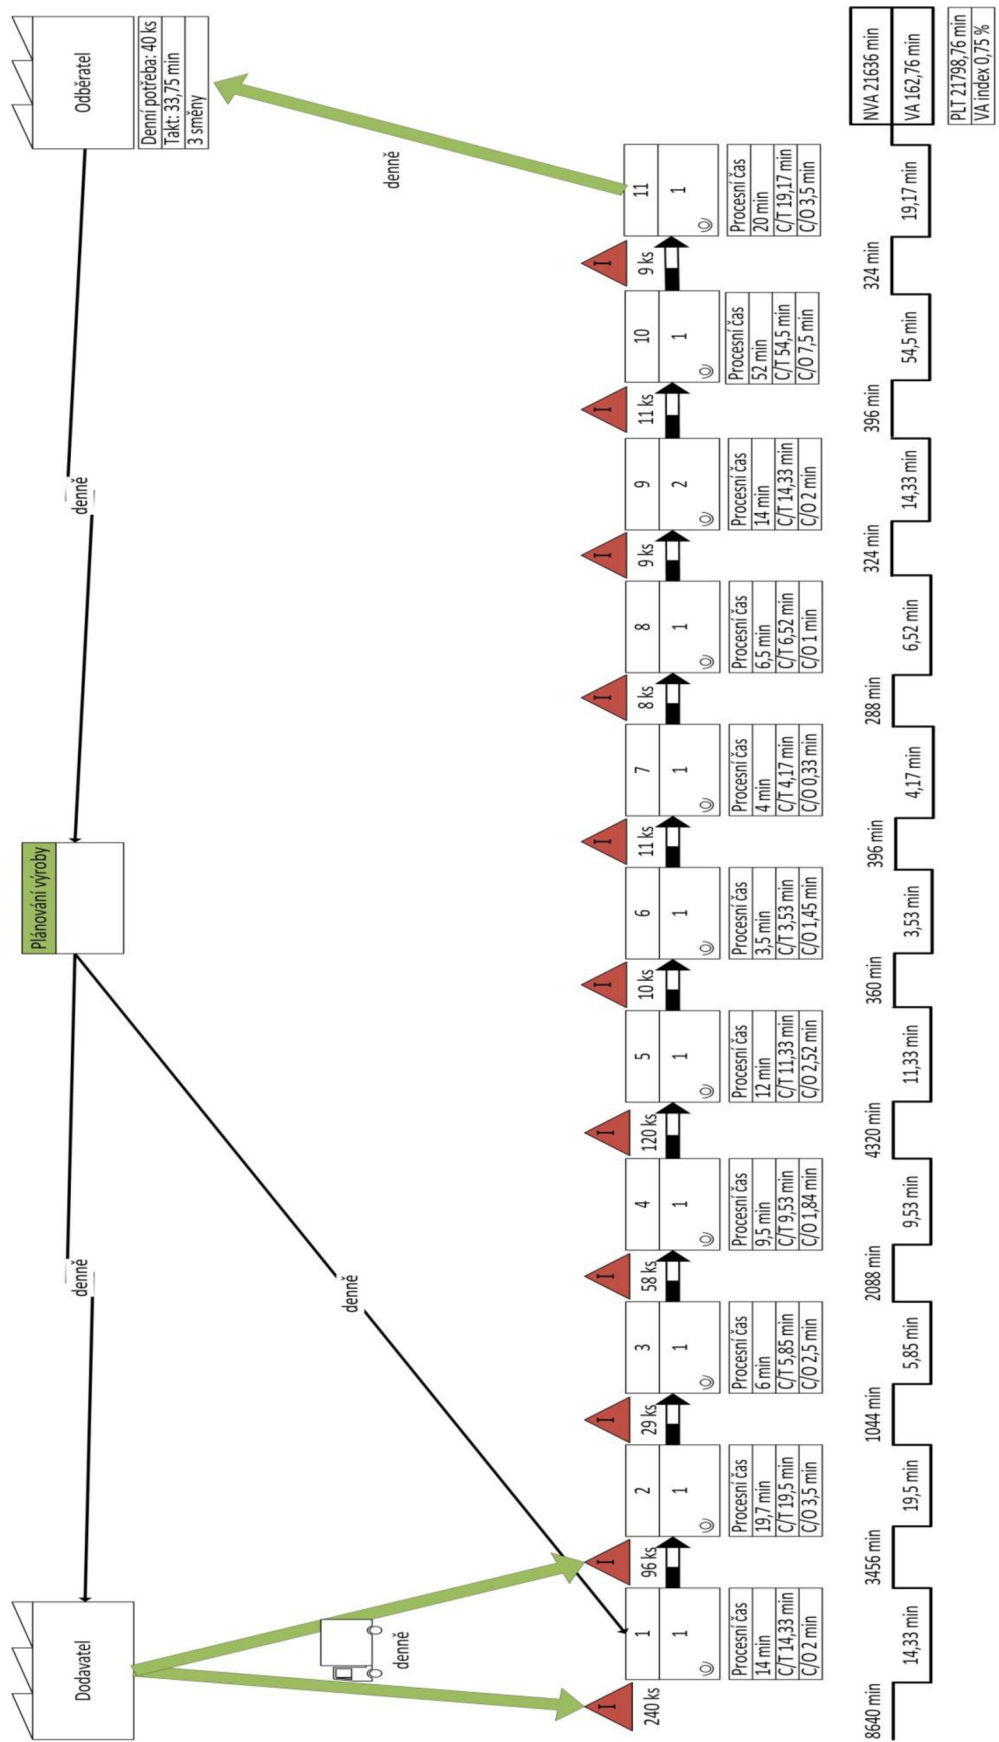 Dodavatel
Plánování výroby
Odběratel
Denní potřeba: 40 ks
Takt: 33,75 min
3 směny
denně
denně
denně
denně
denně
I
240 ks
1
1
Procesní čas
14 min
C/T 14,33 min
C/O 2 min
I
96 ks
2
1
Procesní čas
19,7 min
C/T 19,5 min
C/O 3,5 min
I
29 ks
3
1
Procesní čas
6 min
C/T 5,85 min
C/O 2,5 min
I
58 ks
4
1
Procesní čas
9,5 min
C/T 9,53 min
C/O 1,84 min
I
120 ks
5
1
Procesní čas
12 min
C/T 11,33 min
C/O 2,52 min
I
10 ks
6
1
Procesní čas
3,5 min
C/T 3,53 min
C/O 1,45 min
I
11 ks
7
1
Procesní čas
4 min
C/T 4,17 min
C/O 0,33 min
I
8 ks
8
1
Procesní čas
6,5 min
C/T 6,52 min
C/O 1 min
I
9 ks
9
2
Procesní čas
14 min
C/T 14,33 min
C/O 2 min
I
11 ks
10
1
Procesní čas
52 min
C/T 54,5 min
C/O 7,5 min
I
9 ks
11
1
Procesní čas
20 min
C/T 19,17 min
C/O 3,5 min
8640 min
14,33 min
3456 min
19,5 min
1044 min
5,85 min
2088 min
9,53 min
4320 min
11,33 min
360 min
3,53 min
396 min
4,17 min
288 min
6,52 min
324 min
14,33 min
396 min
54,5 min
324 min
19,17 min
NVA 21636 min
VA 162,76 min
PLT 21798,76 min
VA index 0,75 %